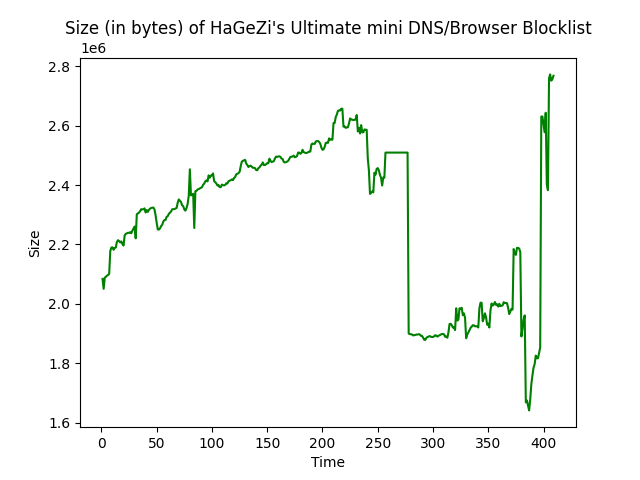 Size (in bytes) of HaGeZi's Ultimate mini DNS/Browser Blocklist
1e6
2.8
2.6
2.4
2.2
2.0
1.8
1.6
Size
0 50 100 150 200 250 300 350 400
Time